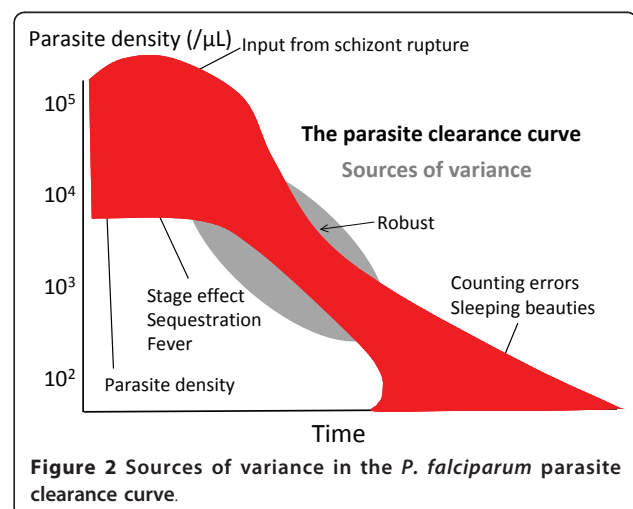 Parasite density (/µL)
Input from schizont rupture
10⁵
The parasite clearance curve
Sources of variance
10⁴
Robust
10³
Stage effect
Sequestration
Fever
Counting errors
Sleeping beauties
10²
Parasite density
Time
Figure 2 Sources of variance in the P. falciparum parasite
clearance curve.